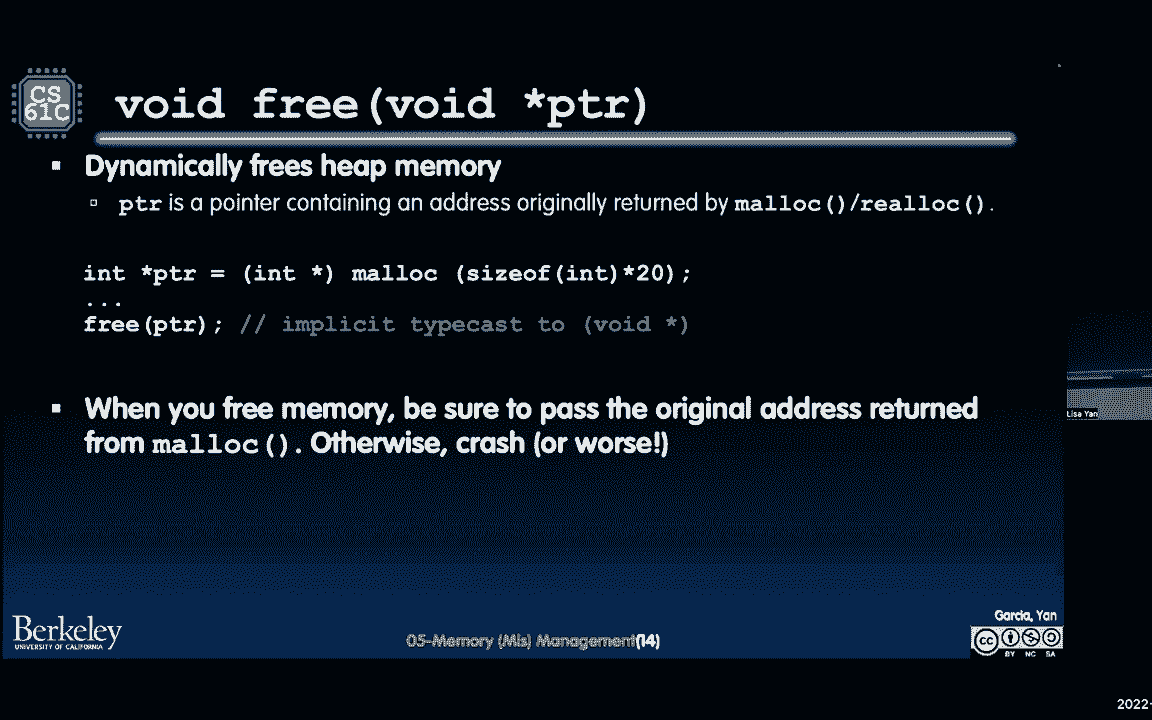 CS
61C
void free(void *ptr)
▪ Dynamically frees heap memory
▫ ptr is a pointer containing an address originally returned by malloc()/realloc().
int *ptr = (int *) malloc (sizeof(int)*20);
...
free(ptr); // implicit typecast to (void *)
▪ When you free memory, be sure to pass the original address returned
from malloc(). Otherwise, crash (or worse!)
Lisa Yan
Berkeley
UNIVERSITY OF CALIFORNIA
05-Memory (Mis) Management(14)
Garcia, Yan
cc
BY NC SA
2022-